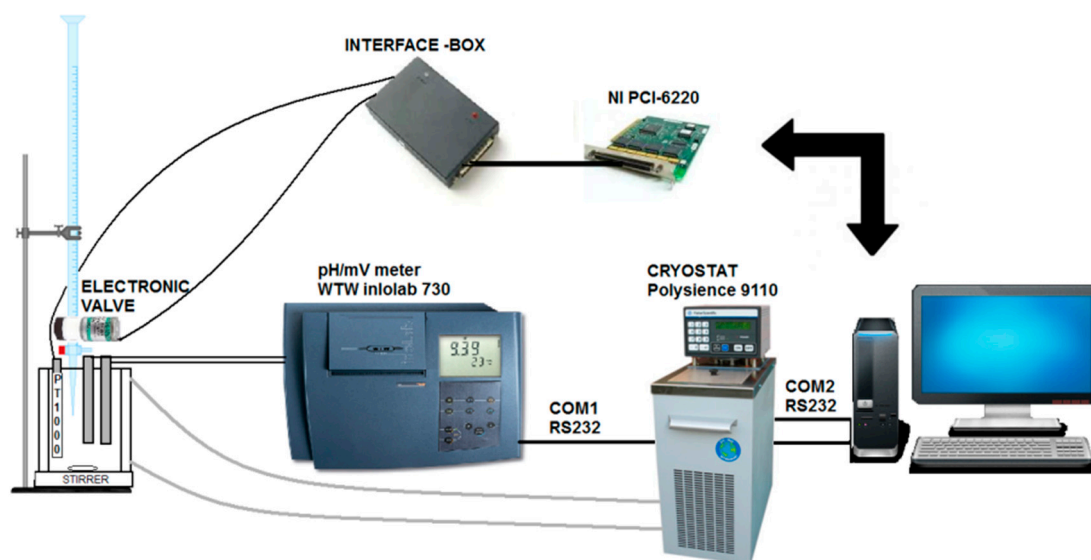 INTERFACE -BOX
NI PCI-6220
ELECTRONIC
VALVE
pH/mV meter
WTW inlolab 730
CRYOSTAT
Polysience 9110
9.39
23°C
COM1
RS232
COM2
RS232
PT1000
STIRRER